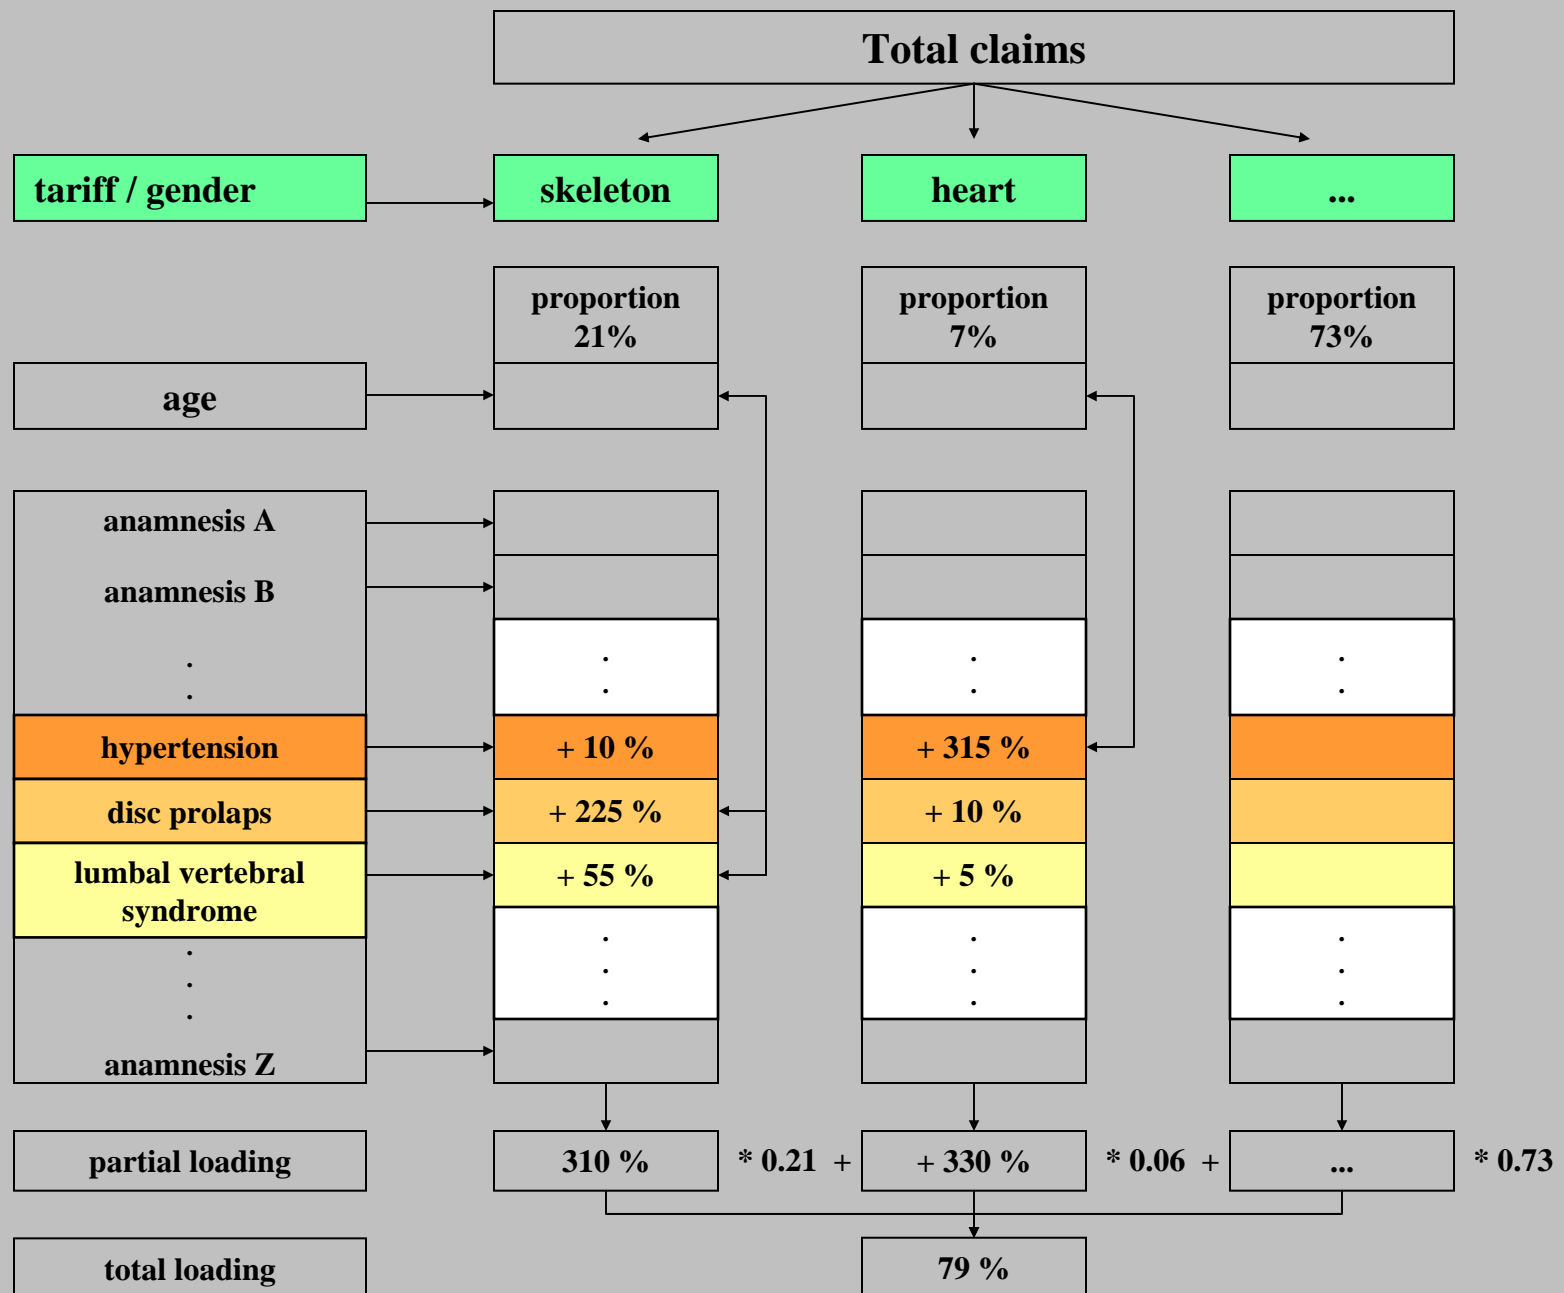 Total claims
tariff / gender
skeleton
heart
...
proportion
21%
proportion
7%
proportion
73%
age
anamnesis A
anamnesis B
.
.
.
.
.
.
.
.
hypertension
+ 10 %
+ 315 %
disc prolaps
+ 225 %
+ 10 %
lumbal vertebral
syndrome
+ 55 %
+ 5 %
.
.
.
.
.
.
.
.
.
.
.
.
anamnesis Z
partial loading
310 %
* 0.21 +
+ 330 %
* 0.06 +
...
* 0.73
total loading
79 %